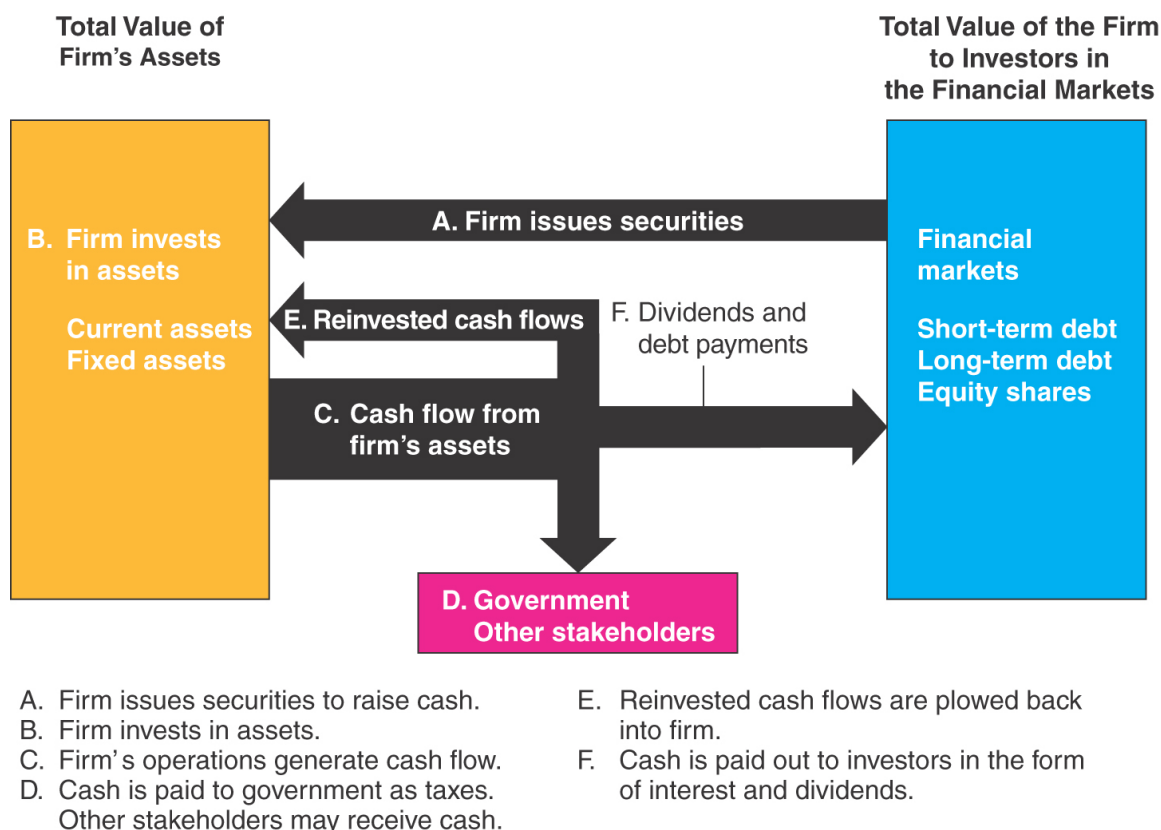 Total Value of
Firm's Assets
Total Value of the Firm
to Investors in
the Financial Markets
B. Firm invests
in assets
Current assets
Fixed assets
A. Firm issues securities
E. Reinvested cash flows
F. Dividends and
debt payments
C. Cash flow from
firm's assets
Financial
markets
Short-term debt
Long-term debt
Equity shares
D. Government
Other stakeholders
A. Firm issues securities to raise cash.
B. Firm invests in assets.
C. Firm's operations generate cash flow.
D. Cash is paid to government as taxes.
Other stakeholders may receive cash.
E. Reinvested cash flows are plowed back
into firm.
F. Cash is paid out to investors in the form
of interest and dividends.